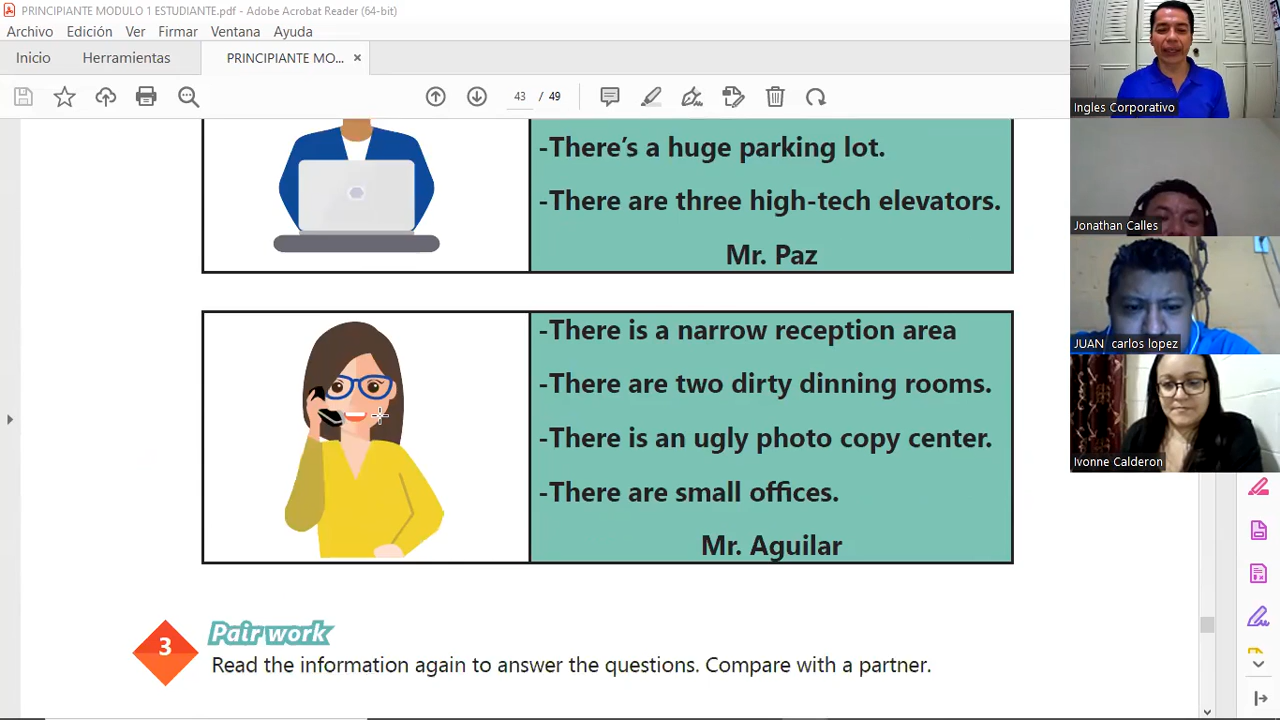 PRINCIPIANTE MODULO 1 ESTUDIANTE.pdf - Adobe Acrobat Reader (64-bit)
Archivo Edición Ver Firmar Ventana Ayuda
Inicio Herramientas PRINCIPIANTE MO... ×
43 / 49
-There's a huge parking lot.
-There are three high-tech elevators.
Mr. Paz
-There is a narrow reception area
-There are two dirty dinning rooms.
-There is an ugly photo copy center.
-There are small offices.
Mr. Aguilar
3 Pair work
Read the information again to answer the questions. Compare with a partner.
Ingles Corporativo
Jonathan Calles
JUAN carlos lopez
Ivonne Calderon